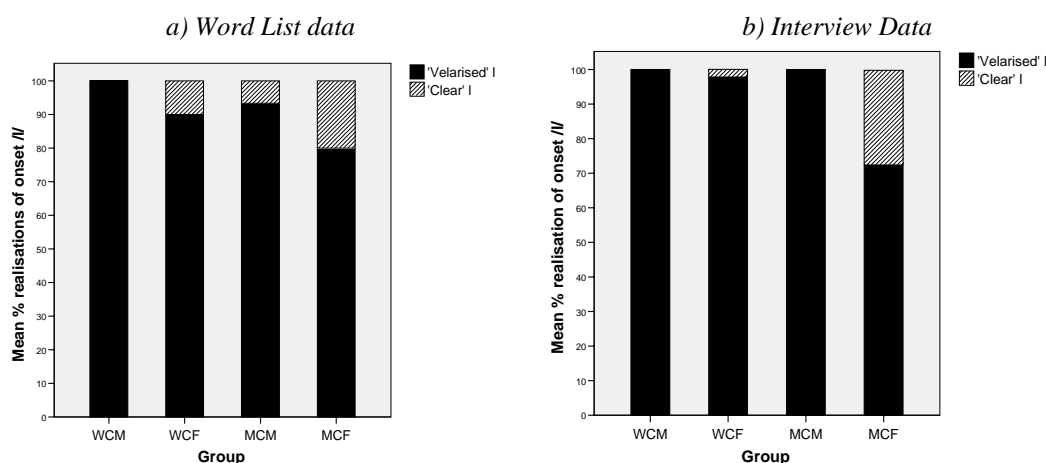 a) Word List data
'Velarised' l
'Clear' l
Mean % realisations of onset /l/
100
90
80
70
60
50
40
30
20
10
0
WCM WCF MCM MCF
Group
b) Interview Data
'Velarised' l
'Clear' l
Mean % realisation of onset /l/
100
90
80
70
60
50
40
30
20
10
0
WCM WCF MCM MCF
Group